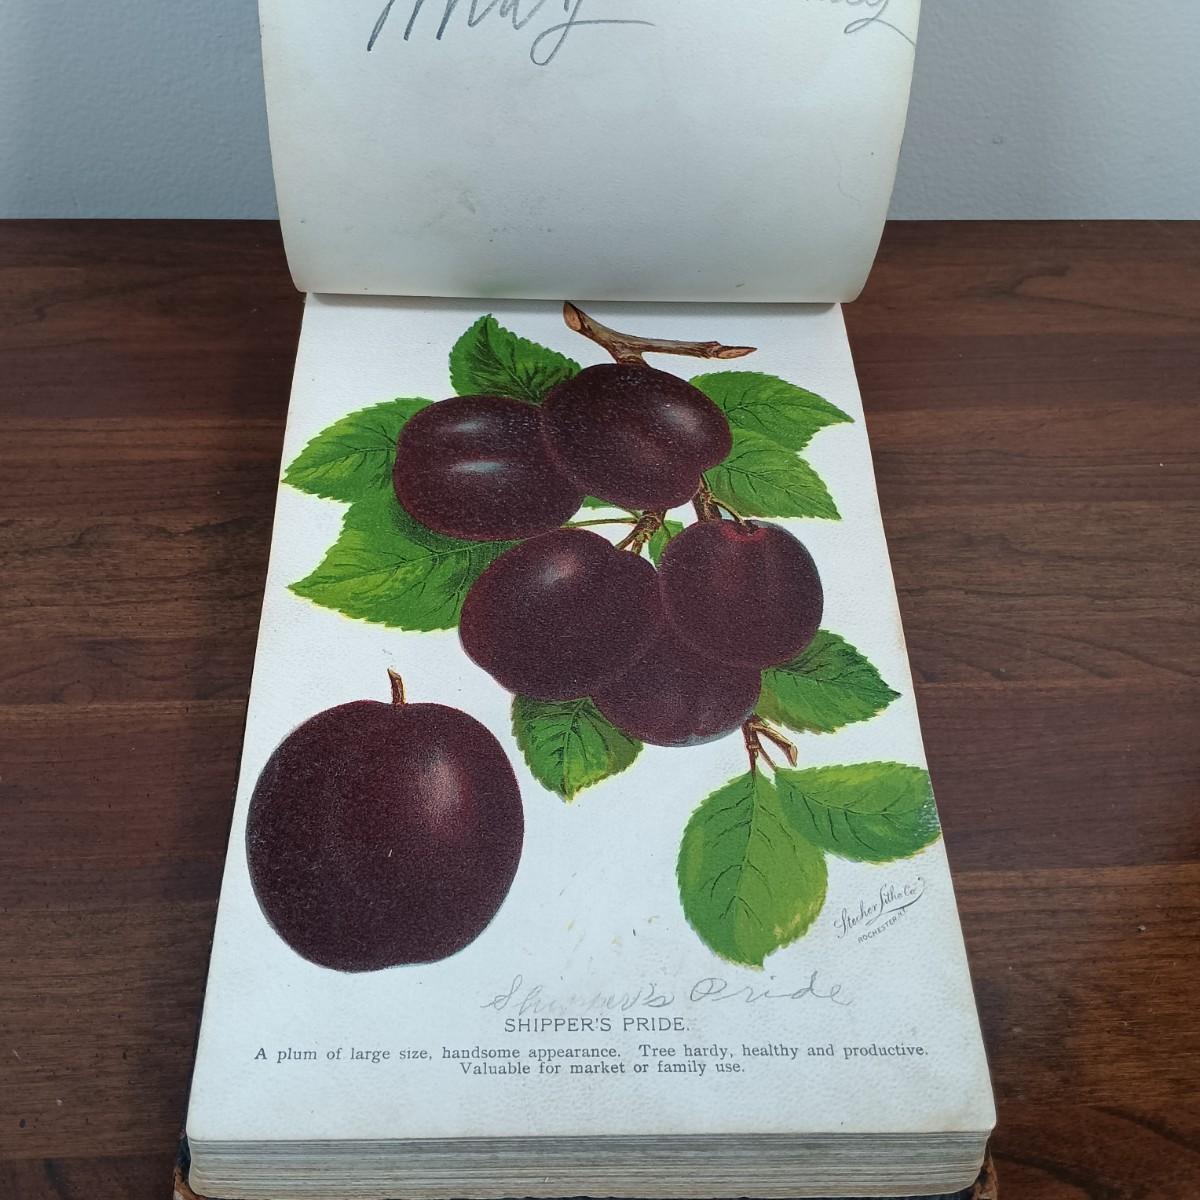 Stecher Litho Co
ROCHESTER N.Y.
Shipper's Pride
SHIPPER'S PRIDE.
A plum of large size, handsome appearance. Tree hardy, healthy and productive.
Valuable for market or family use.